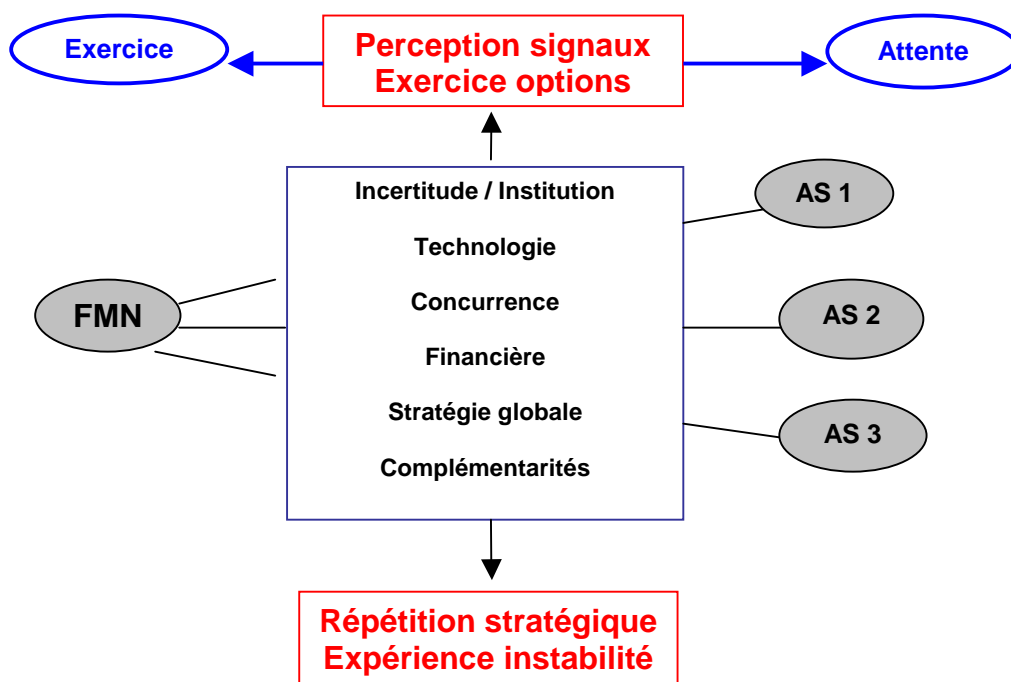 Exercice
Perception signaux
Exercice options
Attente
Incertitude / Institution
Technologie
Concurrence
Financière
Stratégie globale
Complémentarités
FMN
AS 1
AS 2
AS 3
Répétition stratégique
Expérience instabilité